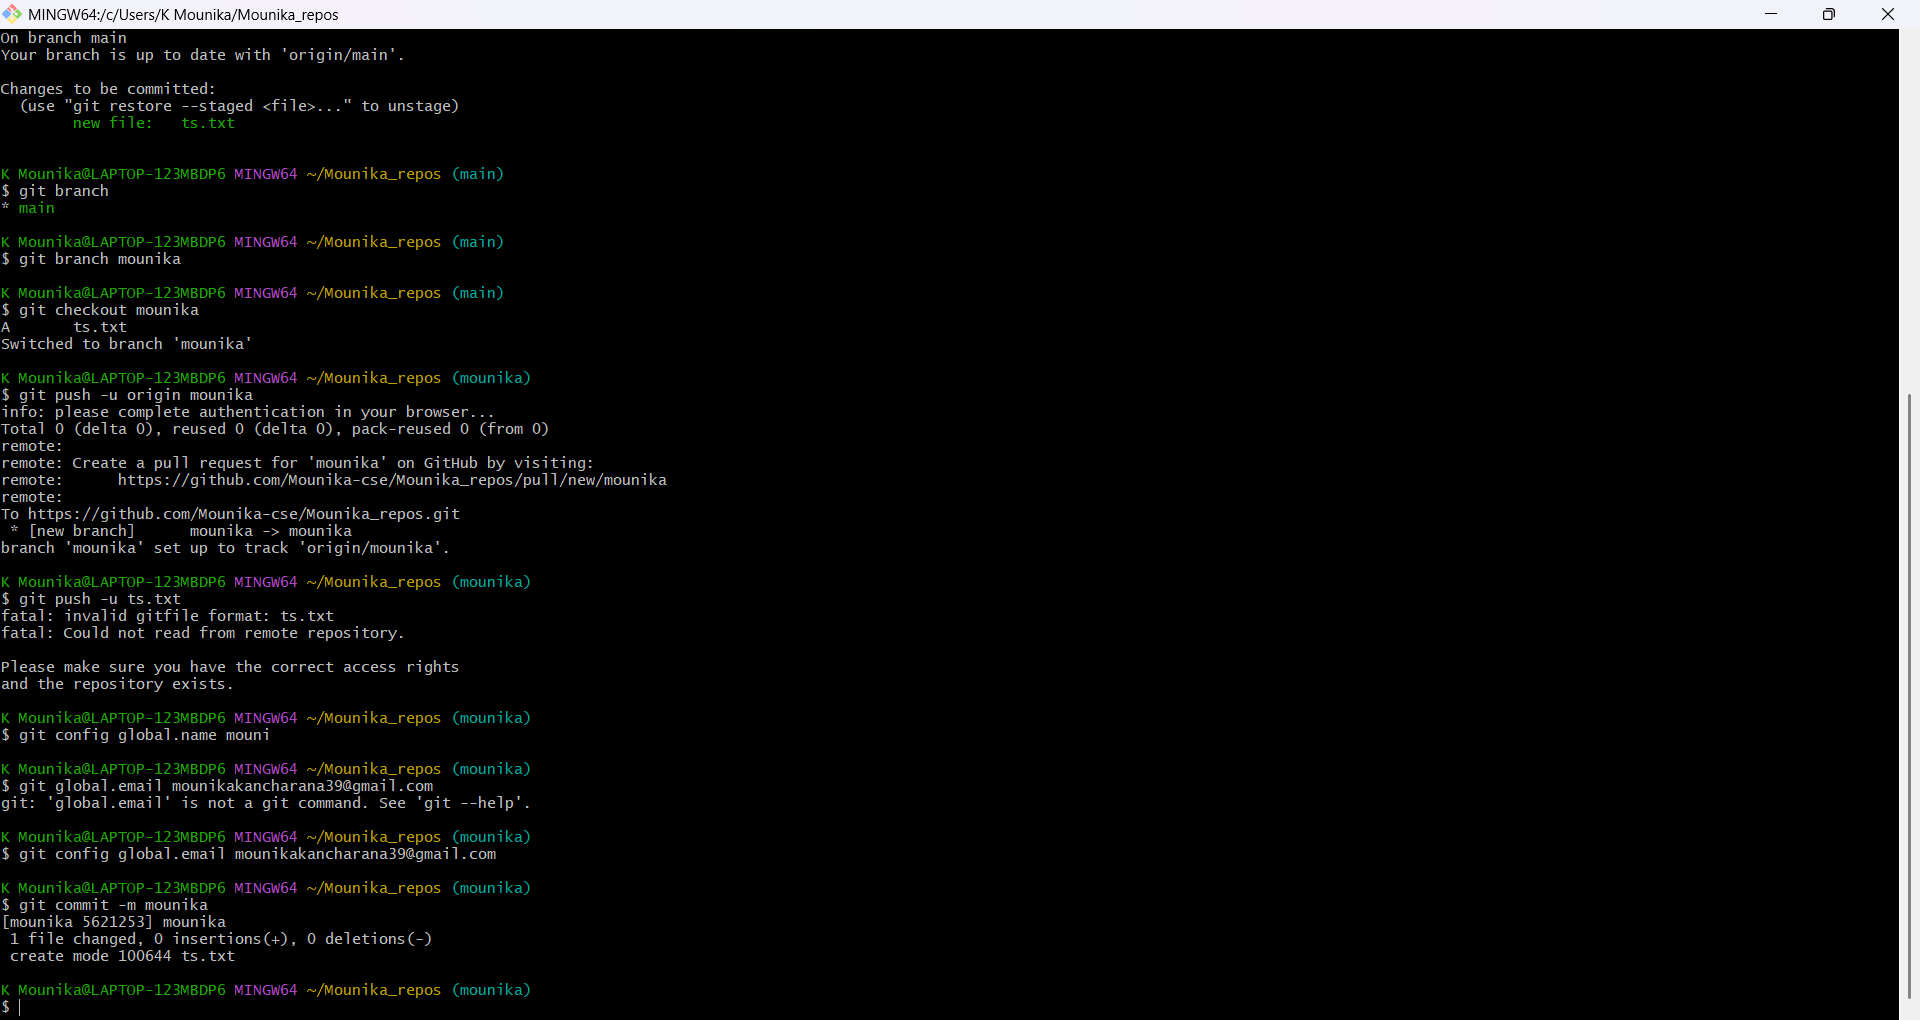 MINGW64:/c/Users/K Mounika/Mounika_repos
On branch main
Your branch is up to date with 'origin/main'.
Changes to be committed:
  (use "git restore --staged <file>..." to unstage)
        new file:   ts.txt
K Mounika@LAPTOP-123MBDP6 MINGW64 ~/Mounika_repos (main)
$ git branch
* main
K Mounika@LAPTOP-123MBDP6 MINGW64 ~/Mounika_repos (main)
$ git branch mounika
K Mounika@LAPTOP-123MBDP6 MINGW64 ~/Mounika_repos (main)
$ git checkout mounika
A       ts.txt
Switched to branch 'mounika'
K Mounika@LAPTOP-123MBDP6 MINGW64 ~/Mounika_repos (mounika)
$ git push -u origin mounika
info: please complete authentication in your browser...
Total 0 (delta 0), reused 0 (delta 0), pack-reused 0 (from 0)
remote:
remote: Create a pull request for 'mounika' on GitHub by visiting:
remote:      https://github.com/Mounika-cse/Mounika_repos/pull/new/mounika
remote:
To https://github.com/Mounika-cse/Mounika_repos.git
 * [new branch]      mounika -> mounika
branch 'mounika' set up to track 'origin/mounika'.
K Mounika@LAPTOP-123MBDP6 MINGW64 ~/Mounika_repos (mounika)
$ git push -u ts.txt
fatal: invalid gitfile format: ts.txt
fatal: Could not read from remote repository.
Please make sure you have the correct access rights
and the repository exists.
K Mounika@LAPTOP-123MBDP6 MINGW64 ~/Mounika_repos (mounika)
$ git config global.name mouni
K Mounika@LAPTOP-123MBDP6 MINGW64 ~/Mounika_repos (mounika)
$ git global.email mounikakancharana39@gmail.com
git: 'global.email' is not a git command. See 'git --help'.
K Mounika@LAPTOP-123MBDP6 MINGW64 ~/Mounika_repos (mounika)
$ git config global.email mounikakancharana39@gmail.com
K Mounika@LAPTOP-123MBDP6 MINGW64 ~/Mounika_repos (mounika)
$ git commit -m mounika
[mounika 5621253] mounika
 1 file changed, 0 insertions(+), 0 deletions(-)
 create mode 100644 ts.txt
K Mounika@LAPTOP-123MBDP6 MINGW64 ~/Mounika_repos (mounika)
$